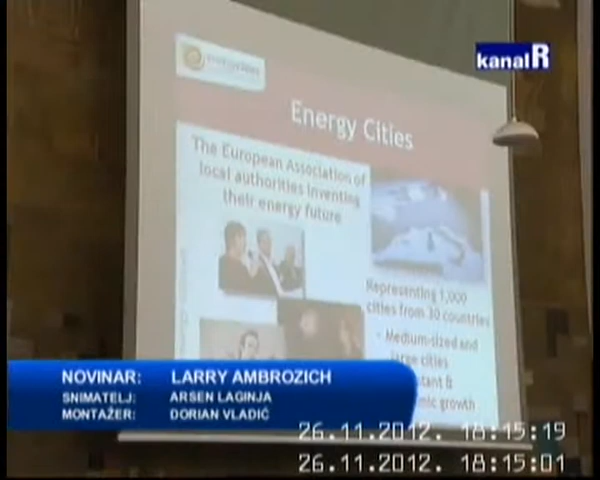 kanalR
Energy Cities
The European Association of
local authorities inventing
their energy future
Representing 1,000
cities from 30 countries
Medium-sized and
large cities
&
growth
NOVINAR: LARRY AMBROZICH
SNIMATELJ: ARSEN LAGINJA
MONTAŽER: DORIAN VLADIĆ
26.11.2012. 18:15:19
26.11.2012. 18:15:01